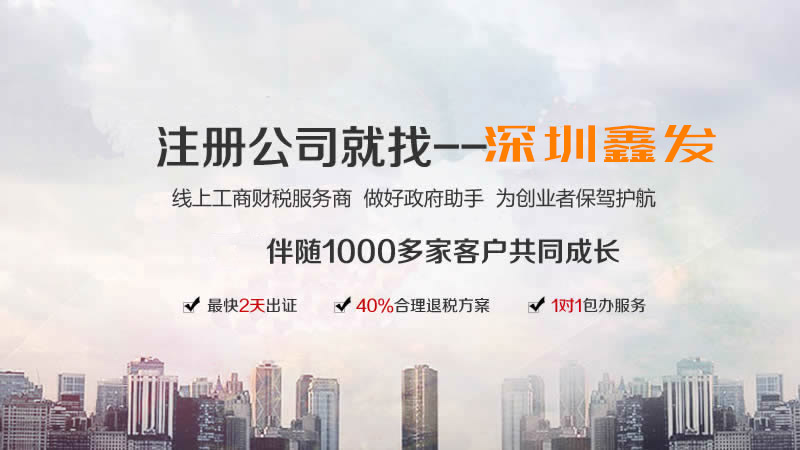 注册公司就找--深圳鑫发
线上工商财税服务商 做好政府助手 为创业者保驾护航
伴随1000多家客户共同成长
最快2天出证 40%合理退税方案 1对1包办服务